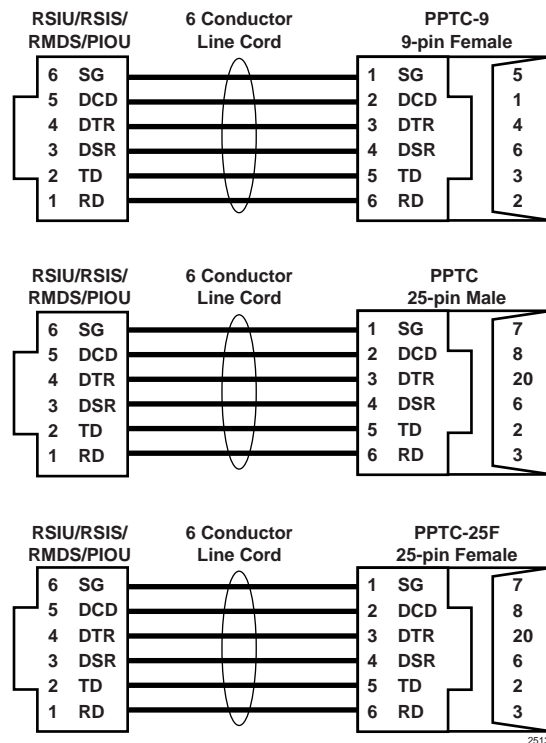 RSIU/RSIS/ 6 Conductor PPTC-9
RMDS/PIOU Line Cord 9-pin Female
6 SG 1 SG 5
5 DCD 2 DCD 1
4 DTR 3 DTR 4
3 DSR 4 DSR 6
2 TD 5 TD 3
1 RD 6 RD 2
RSIU/RSIS/ 6 Conductor PPTC
RMDS/PIOU Line Cord 25-pin Male
6 SG 1 SG 7
5 DCD 2 DCD 8
4 DTR 3 DTR 20
3 DSR 4 DSR 6
2 TD 5 TD 2
1 RD 6 RD 3
RSIU/RSIS/ 6 Conductor PPTC-25F
RMDS/PIOU Line Cord 25-pin Female
6 SG 1 SG 7
5 DCD 2 DCD 8
4 DTR 3 DTR 20
3 DSR 4 DSR 6
2 TD 5 TD 2
1 RD 6 RD 3